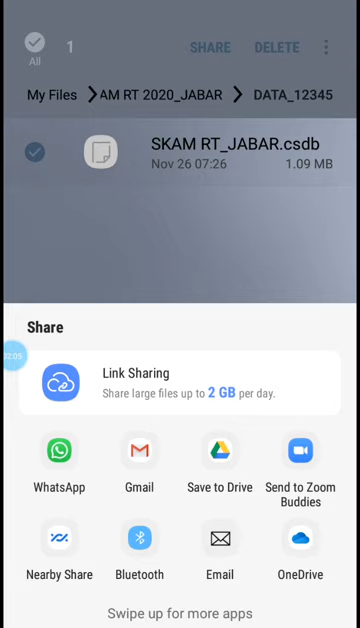 1 SHARE DELETE
All
My Files AM RT 2020_JABAR DATA_12345
SKAM RT_JABAR.csdb
Nov 26 07:26 1.09 MB
Share
02:05
Link Sharing
Share large files up to 2 GB per day.
WhatsApp Gmail Save to Drive Send to Zoom
Buddies
Nearby Share Bluetooth Email OneDrive
Swipe up for more apps